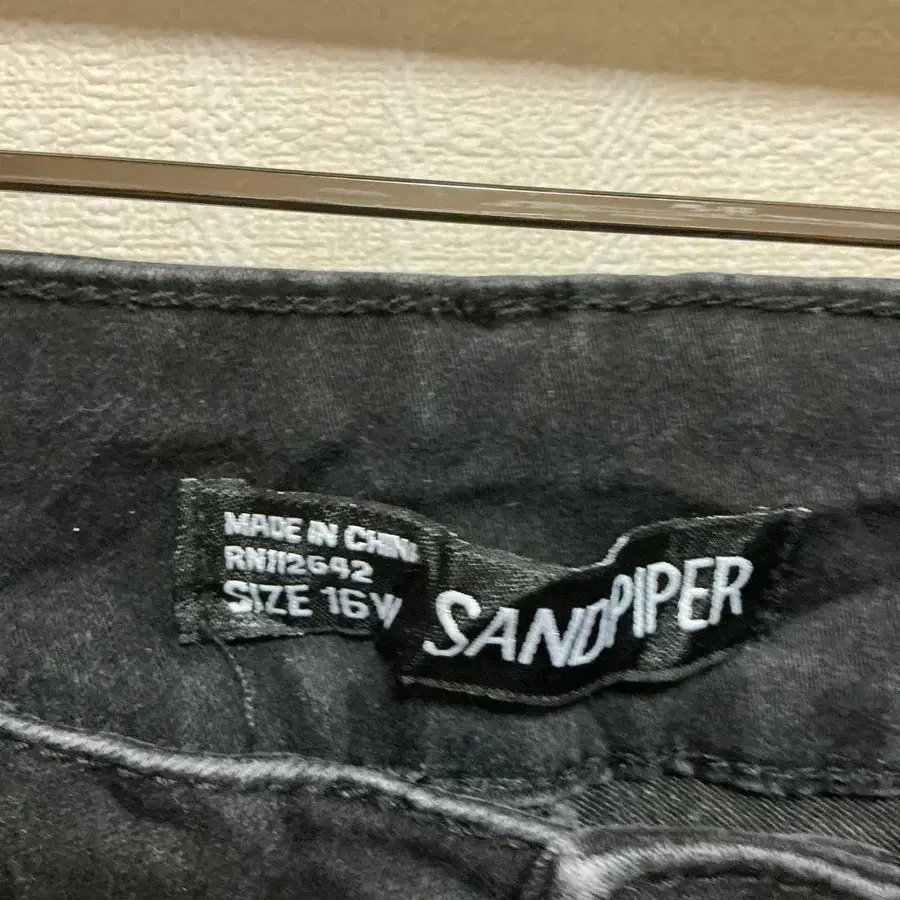 MADE IN CHINA
RN112642
SIZE 16W
SANDPIPER